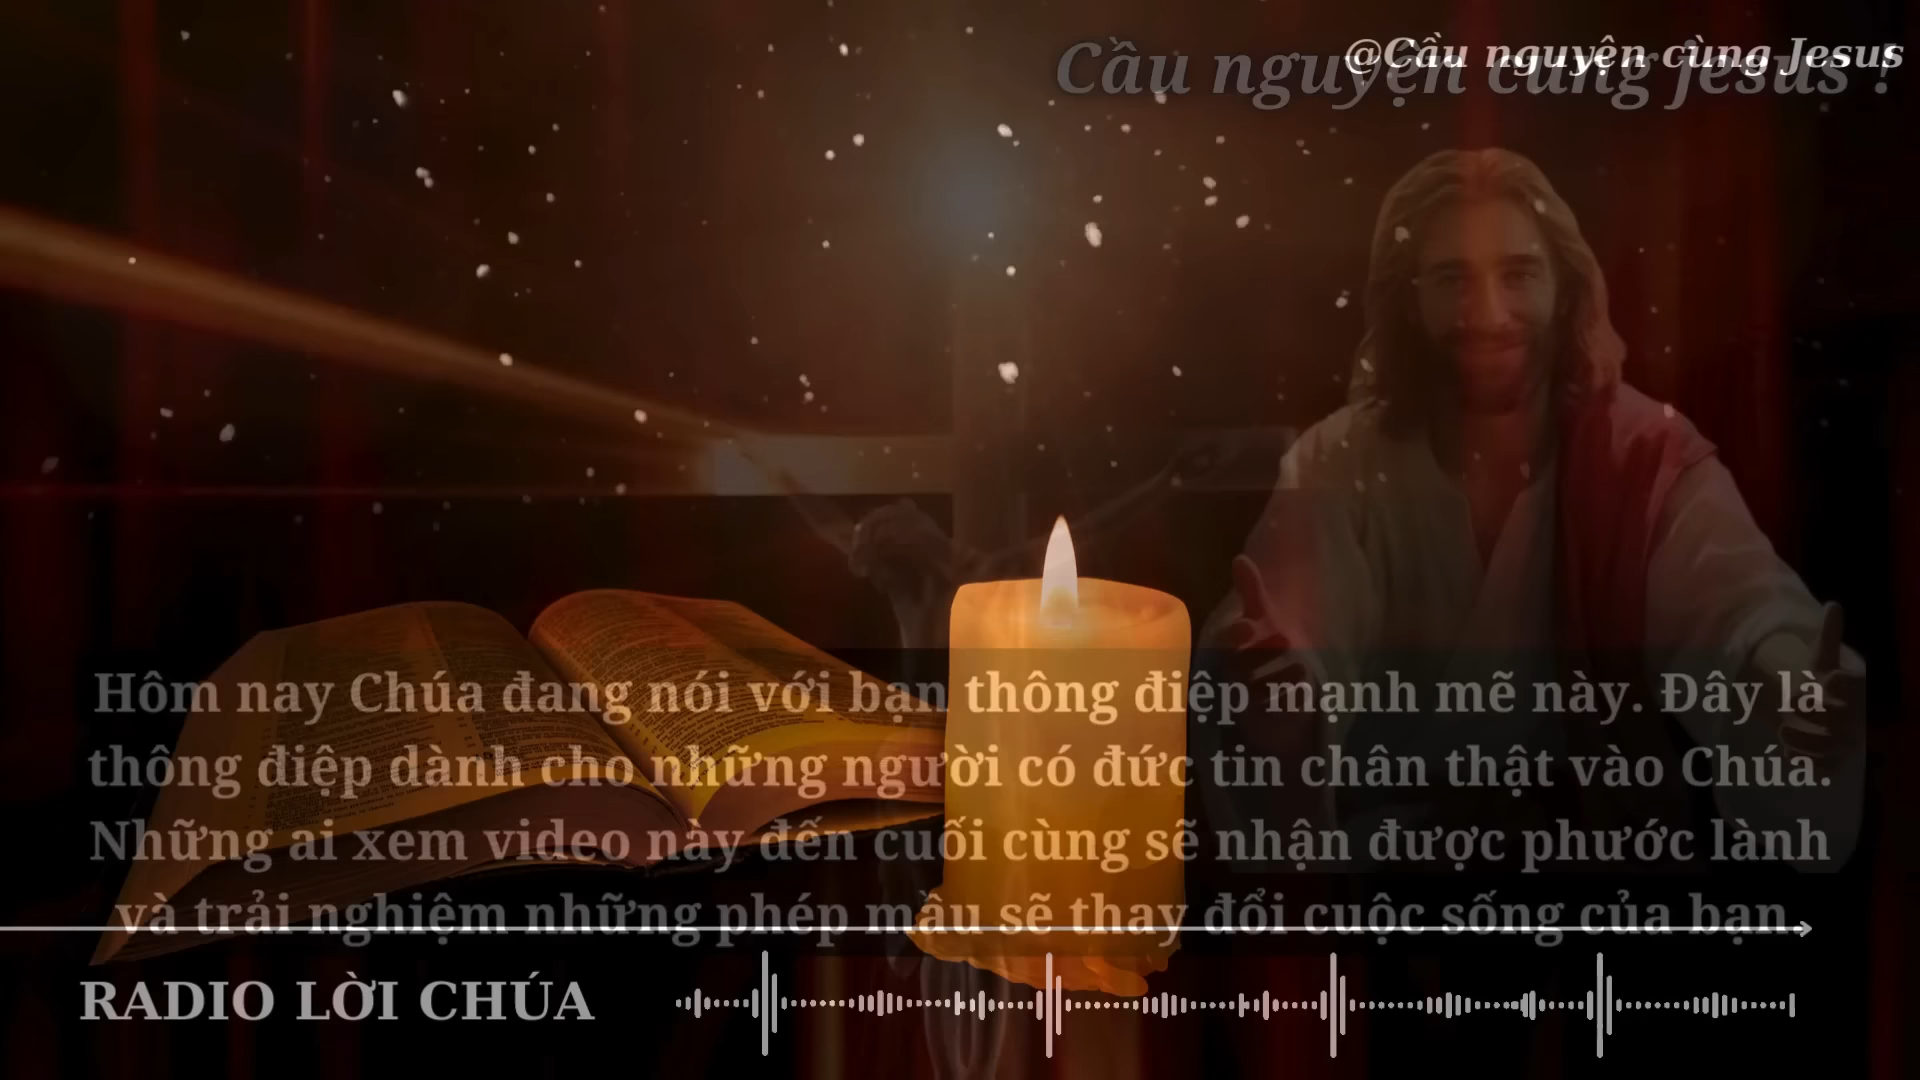 @Cầu nguyện cùng Jesus
Cầu nguyện cùng jesus !
Hôm nay Chúa đang nói với bạn thông điệp mạnh mẽ này. Đây là
thông điệp dành cho những người có đức tin chân thật vào Chúa.
Những ai xem video này đến cuối cùng sẽ nhận được phước lành
và trải nghiệm những phép mầu sẽ thay đổi cuộc sống của bạn.
RADIO LỜI CHÚA